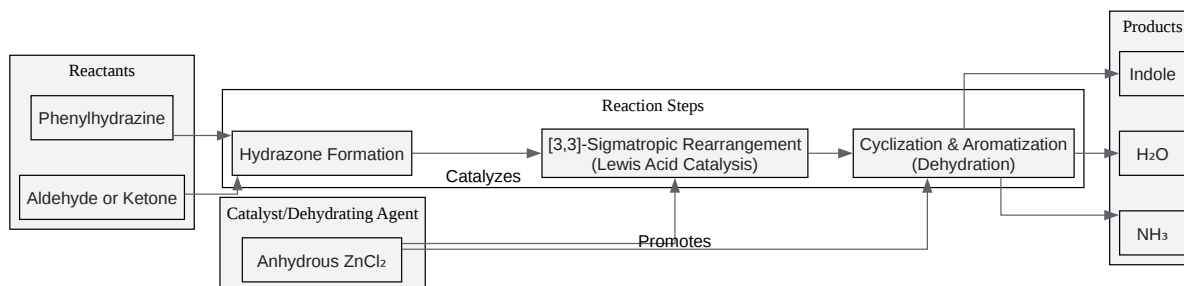 Reactants
Phenylhydrazine
Aldehyde or Ketone
Reaction Steps
Hydrazone Formation
[3,3]-Sigmatropic Rearrangement
(Lewis Acid Catalysis)
Cyclization & Aromatization
(Dehydration)
Catalyzes
Catalyst/Dehydrating Agent
Anhydrous ZnCl₂
Promotes
Products
Indole
H₂O
NH₃